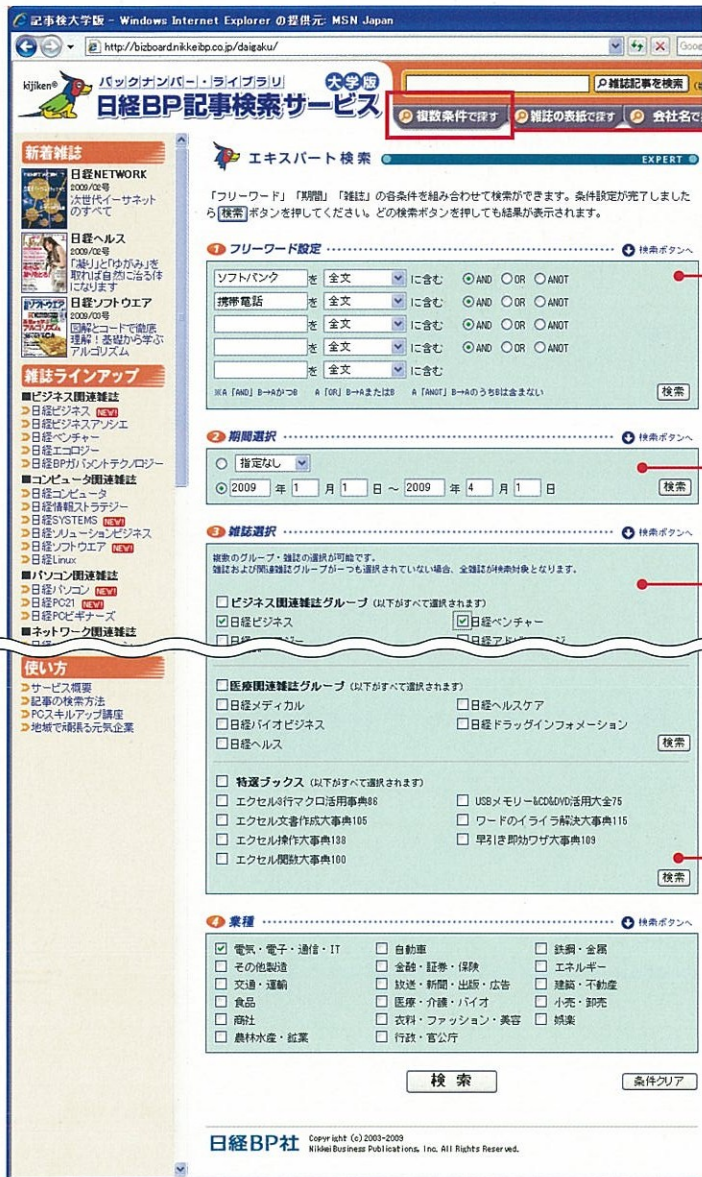 記事検大学版 - Windows Internet Explorer の提供元: MSN Japan
http://bizboard.nikkeibp.co.jp/daigaku/
kijiken®
バックナンバー・ライブラリ 大学版
日経BP記事検索サービス
雑誌記事を検索
複数条件で探す 雑誌の表紙で探す 会社名で
新着雑誌
日経NETWORK
2009/02号
次世代イーサネット
のすべて
日経ヘルス
2009/02号
「凝り」と「ゆがみ」を
取れば自然に治る体
になります
日経ソフトウエア
2009/03号
図解とコードで徹底
理解!基礎から学ぶ
アルゴリズム
雑誌ラインアップ
■ビジネス関連雑誌
日経ビジネス NEW!
日経ビジネスアソシエ
日経ベンチャー
日経エコロジー
日経BPガバメントテクノロジー
■コンピュータ関連雑誌
日経コンピュータ
日経情報ストラテジー
日経SYSTEMS NEW!
日経ソリューションビジネス
日経ソフトウエア NEW!
日経Linux
■パソコン関連雑誌
日経パソコン NEW!
日経PC21 NEW!
日経PCビギナーズ
■ネットワーク関連雑誌
使い方
サービス概要
記事の検索方法
PCスキルアップ講座
地域で頑張る元気企業
エキスパート検索 EXPERT
「フリーワード」「期間」「雑誌」の各条件を組み合わせて検索ができます。条件設定が完了しました
ら[検索]ボタンを押してください。どの検索ボタンを押しても結果が表示されます。
1 フリーワード設定 検索ボタンへ
ソフトバンク を 全文 に含む AND OR ANOT
携帯電話 を 全文 に含む AND OR ANOT
を 全文 に含む AND OR ANOT
を 全文 に含む AND OR ANOT
を 全文 に含む
※A「AND」B→AかつB A「OR」B→AまたはB A「ANOT」B→AのうちBは含まない 検索
2 期間選択 検索ボタンへ
指定なし
2009 年 1 月 1 日 ~ 2009 年 4 月 1 日 検索
3 雑誌選択 検索ボタンへ
複数のグループ・雑誌の選択が可能です。
雑誌および関連雑誌グループが一つも選択されていない場合、全雑誌が検索対象となります。
ビジネス関連雑誌グループ (以下がすべて選択されます)
日経ビジネス 日経ベンチャー
医療関連雑誌グループ (以下がすべて選択されます)
日経メディカル 日経ヘルスケア
日経バイオビジネス 日経ドラッグインフォメーション
日経ヘルス 検索
特選ブックス (以下がすべて選択されます)
エクセル3行マクロ活用事典86 USBメモリー&CD&DVD活用大全75
エクセル文書作成大事典105 ワードのイライラ解決大事典115
エクセル操作大事典138 早引き即効ワザ大事典109
エクセル関数大事典100
検索
4 業種 検索ボタンへ
電気・電子・通信・IT 自動車 鉄鋼・金属
その他製造 金融・証券・保険 エネルギー
交通・運輸 放送・新聞・出版・広告 建築・不動産
食品 医療・介護・バイオ 小売・卸売
商社 衣料・ファッション・美容 娯楽
農林水産・鉱業 行政・官公庁
検 索 条件クリア
日経BP社 Copyright (c) 2003-2009
Nikkei Business Publications, Inc. All Rights Reserved.